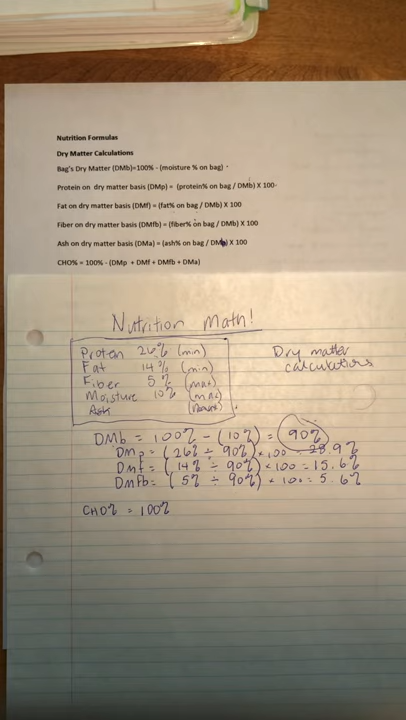 Nutrition Formulas
Dry Matter Calculations
Bag's Dry Matter (DMb)=100% - (moisture % on bag)
Protein on dry matter basis (DMp) = (protein% on bag / DMb) X 100
Fat on dry matter basis (DMf) = (fat% on bag / DMb) X 100
Fiber on dry matter basis (DMfb) = (fiber% on bag / DMb) X 100
Ash on dry matter basis (DMa) = (ash% on bag / DMb) X 100
CHO% = 100% - (DMp + DMf + DMfb + DMa)
Nutrition Math!
Protein 26% (min)
Fat 14% (min)
Fiber 5% (max)
Moisture 10% (max)
Ash
Dry matter
calculations
DMb = 100% - (10%) = 90%
DMp = (26% ÷ 90%) × 100 = 28.9%
DMf = (14% ÷ 90%) × 100 = 15.6%
DMfb = (5% ÷ 90%) × 100 = 5.6%
CHO% = 100%